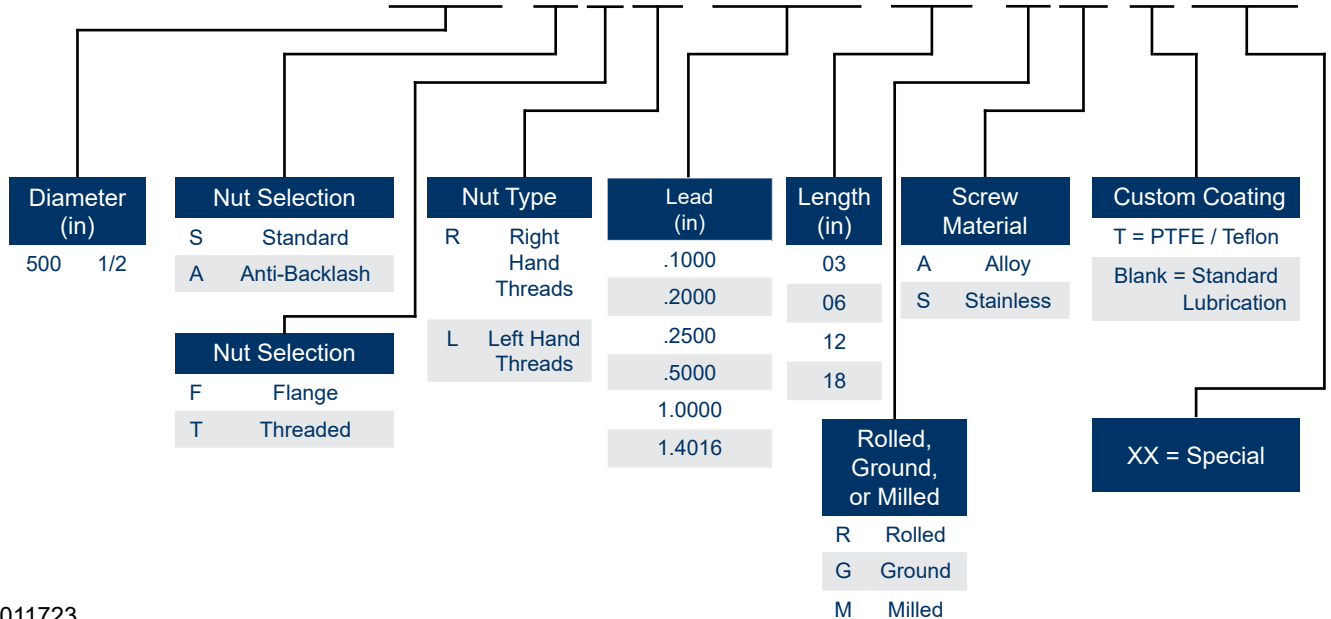 Diameter
(in)
500 1/2
Nut Selection
S Standard
A Anti-Backlash
Nut Selection
F Flange
T Threaded
Nut Type
R Right
Hand
Threads
L Left Hand
Threads
Lead
(in)
.1000
.2000
.2500
.5000
1.0000
1.4016
Length
(in)
03
06
12
18
Rolled,
Ground,
or Milled
R Rolled
G Ground
M Milled
Screw
Material
A Alloy
S Stainless
Custom Coating
T = PTFE / Teflon
Blank = Standard
Lubrication
XX = Special
011723